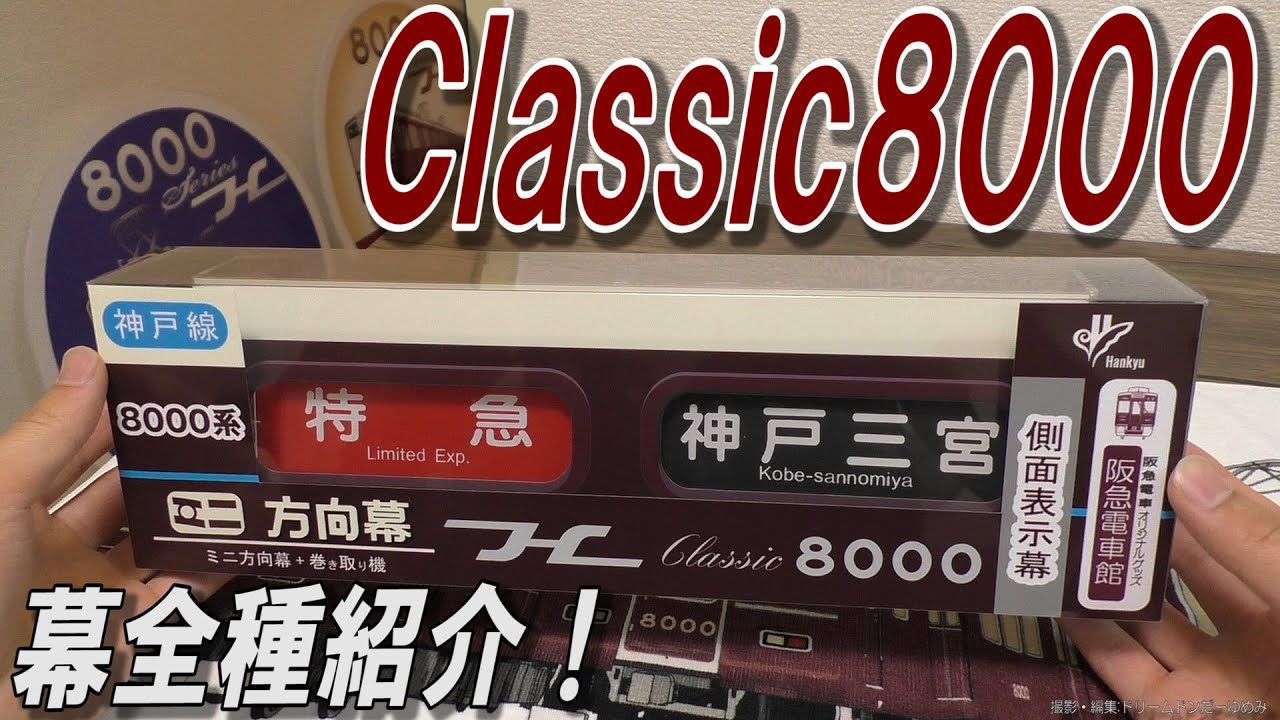 Classic8000
8000
Series
8000
神戸線
8000系
特急
Limited Exp.
神戸三宮
Kobe-sannomiya
側面表示幕
Hankyu
阪急電車オリジナルグッズ
阪急電車館
方向幕
ミニ方向幕+巻き取り機
Classic 8000
8000
幕全種紹介！
撮影・編集:ドリームドンだーゆめみ